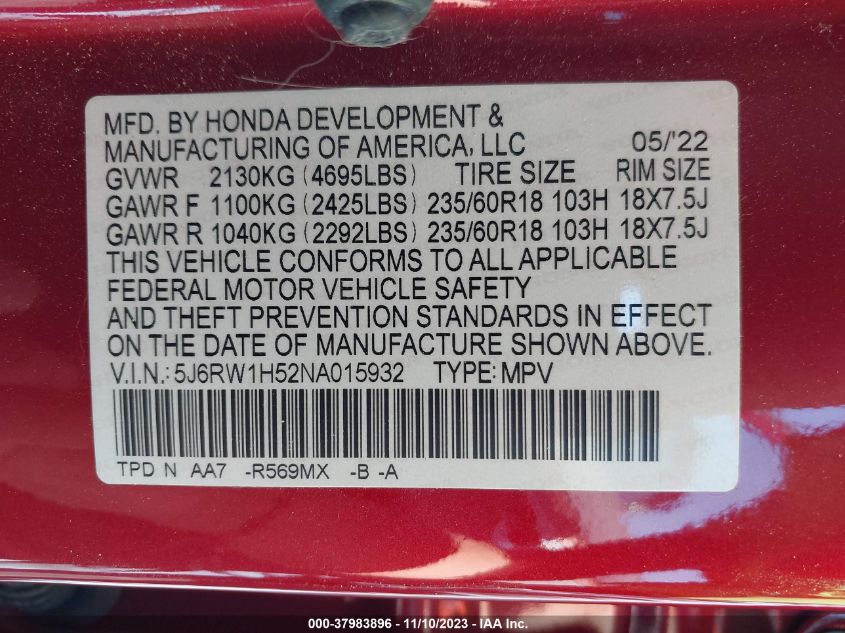 MFD. BY HONDA DEVELOPMENT &
MANUFACTURING OF AMERICA, LLC 05/'22
GVWR 2130KG (4695LBS) TIRE SIZE RIM SIZE
GAWR F 1100KG (2425LBS) 235/60R18 103H 18X7.5J
GAWR R 1040KG (2292LBS) 235/60R18 103H 18X7.5J
THIS VEHICLE CONFORMS TO ALL APPLICABLE
FEDERAL MOTOR VEHICLE SAFETY
AND THEFT PREVENTION STANDARDS IN EFFECT
ON THE DATE OF MANUFACTURE SHOWN ABOVE.
V.I.N.: 5J6RW1H52NA015932 TYPE: MPV
TPD N AA7 -R569MX -B -A
000-37983896 - 11/10/2023 - © IAA Inc.